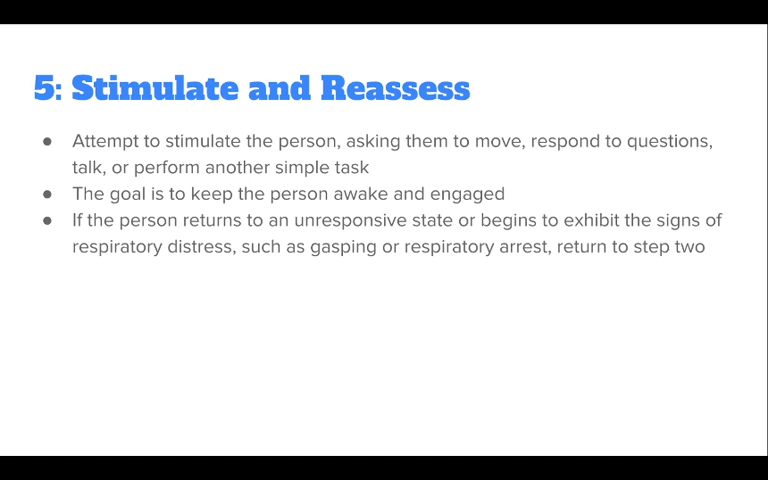 5: Stimulate and Reassess
● Attempt to stimulate the person, asking them to move, respond to questions,
talk, or perform another simple task
● The goal is to keep the person awake and engaged
● If the person returns to an unresponsive state or begins to exhibit the signs of
respiratory distress, such as gasping or respiratory arrest, return to step two